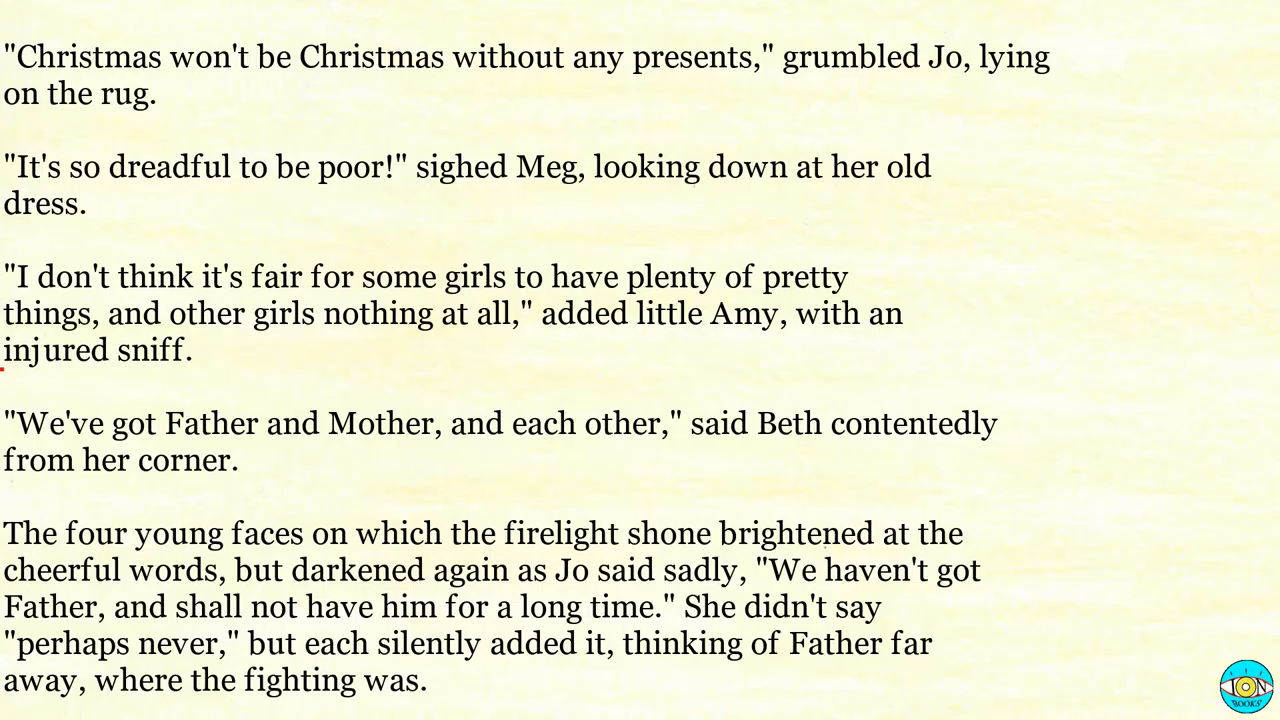 "Christmas won't be Christmas without any presents," grumbled Jo, lying
on the rug.
"It's so dreadful to be poor!" sighed Meg, looking down at her old
dress.
"I don't think it's fair for some girls to have plenty of pretty
things, and other girls nothing at all," added little Amy, with an
injured sniff.
"We've got Father and Mother, and each other," said Beth contentedly
from her corner.
The four young faces on which the firelight shone brightened at the
cheerful words, but darkened again as Jo said sadly, "We haven't got
Father, and shall not have him for a long time." She didn't say
"perhaps never," but each silently added it, thinking of Father far
away, where the fighting was.
ION
BOOKS